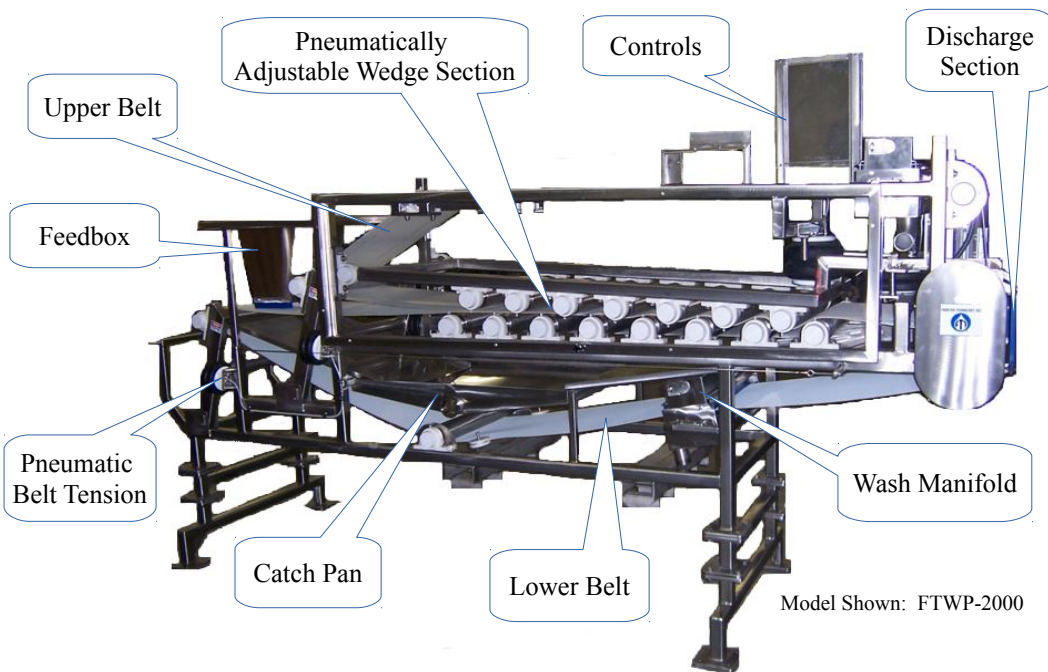 Pneumatically
Adjustable Wedge Section
Controls
Discharge
Section
Upper Belt
Feedbox
Pneumatic
Belt Tension
Catch Pan
Lower Belt
Wash Manifold
Model Shown: FTWP-2000